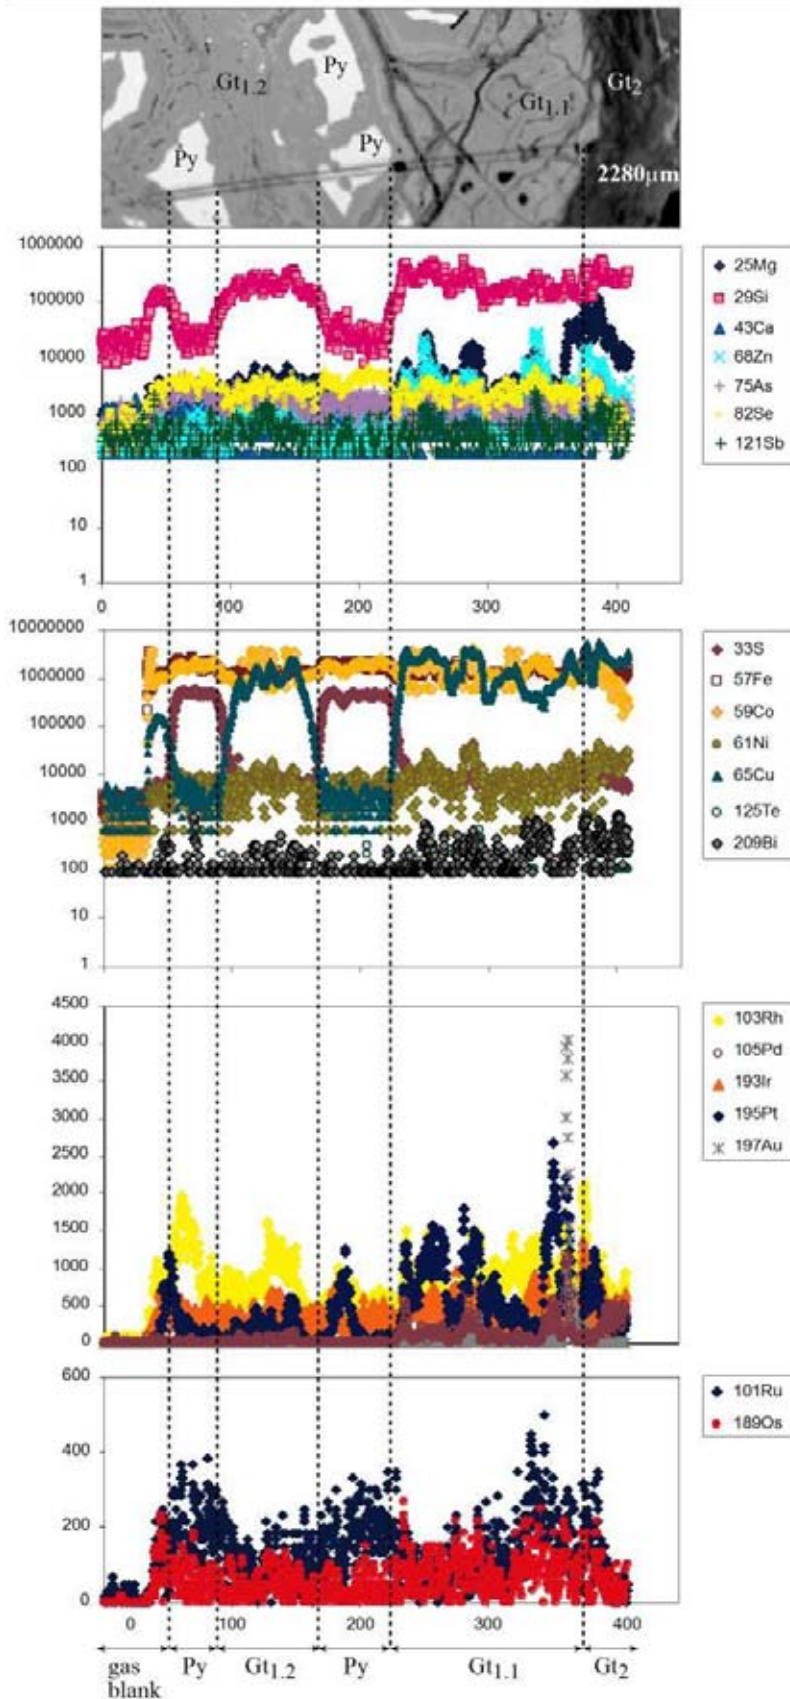 Gt1.2
Py
Gt2
Gt1.1
Py
Py
2280µm
1000000
100000
10000
1000
100
10
1
0
100
200
300
400
25Mg
29Si
43Ca
68Zn
75As
82Se
121Sb
10000000
1000000
100000
10000
1000
100
1
1
33S
57Fe
59Co
61Ni
65Cu
125Te
209Bi
4500
4000
3500
3000
2500
2000
1500
1000
500
0
103Rh
105Pd
193Ir
195Pt
197Au
600
400
200
0
101Ru
189Os
0
100
200
300
400
gas blank
Py
Gt1.2
Py
Gt1.1
Gt2